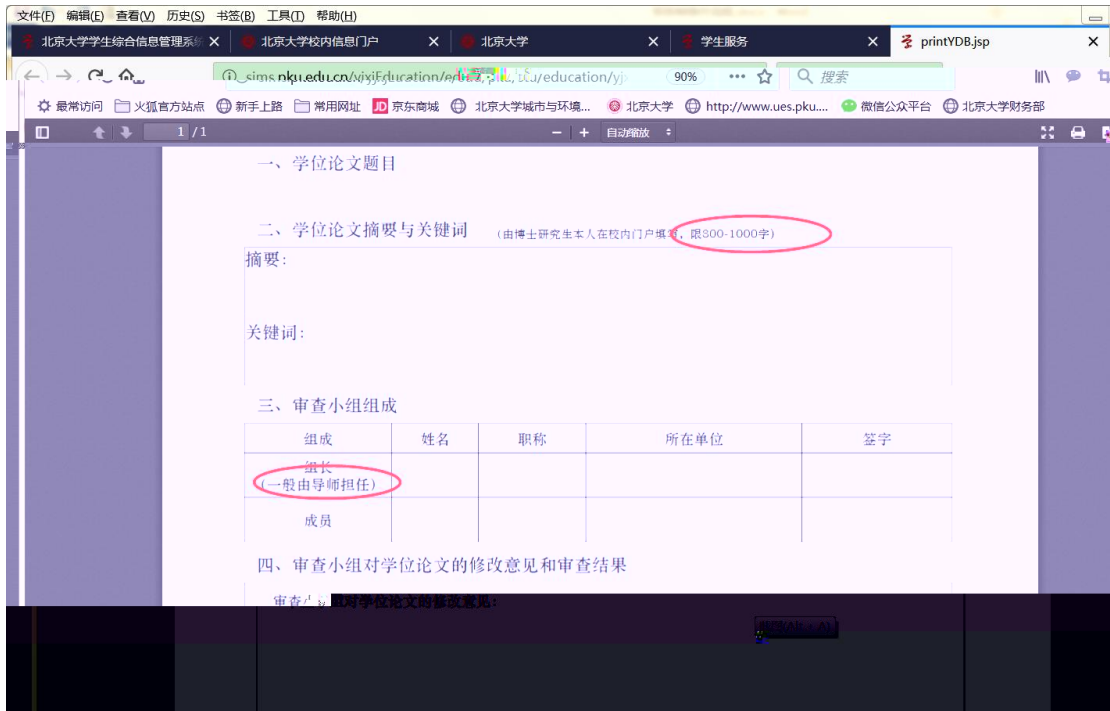 文件(F) 编辑(E) 查看(V) 历史(S) 书签(B) 工具(T) 帮助(H)
北京大学学生综合信息管理系统 × 北京大学校内信息门户 × 北京大学 × 学生服务 × printYDB.jsp ×
sims.pku.edu.cn 90% 搜索
最常访问 火狐官方站点 新手上路 常用网址 JD 京东商城 北京大学城市与环境... 北京大学 http://www.ues.pku.... 微信公众平台 北京大学财务部
1 / 1 − + 自动缩放
一、学位论文题目
二、学位论文摘要与关键词 (由博士研究生本人在校内门户填写，限800-1000字)
摘要:
关键词:
三、审查小组组成
组成 姓名 职称 所在单位 签字
组长
(一般由导师担任)
成员
四、审查小组对学位论文的修改意见和审查结果
审查小组对学位论文的修改意见: